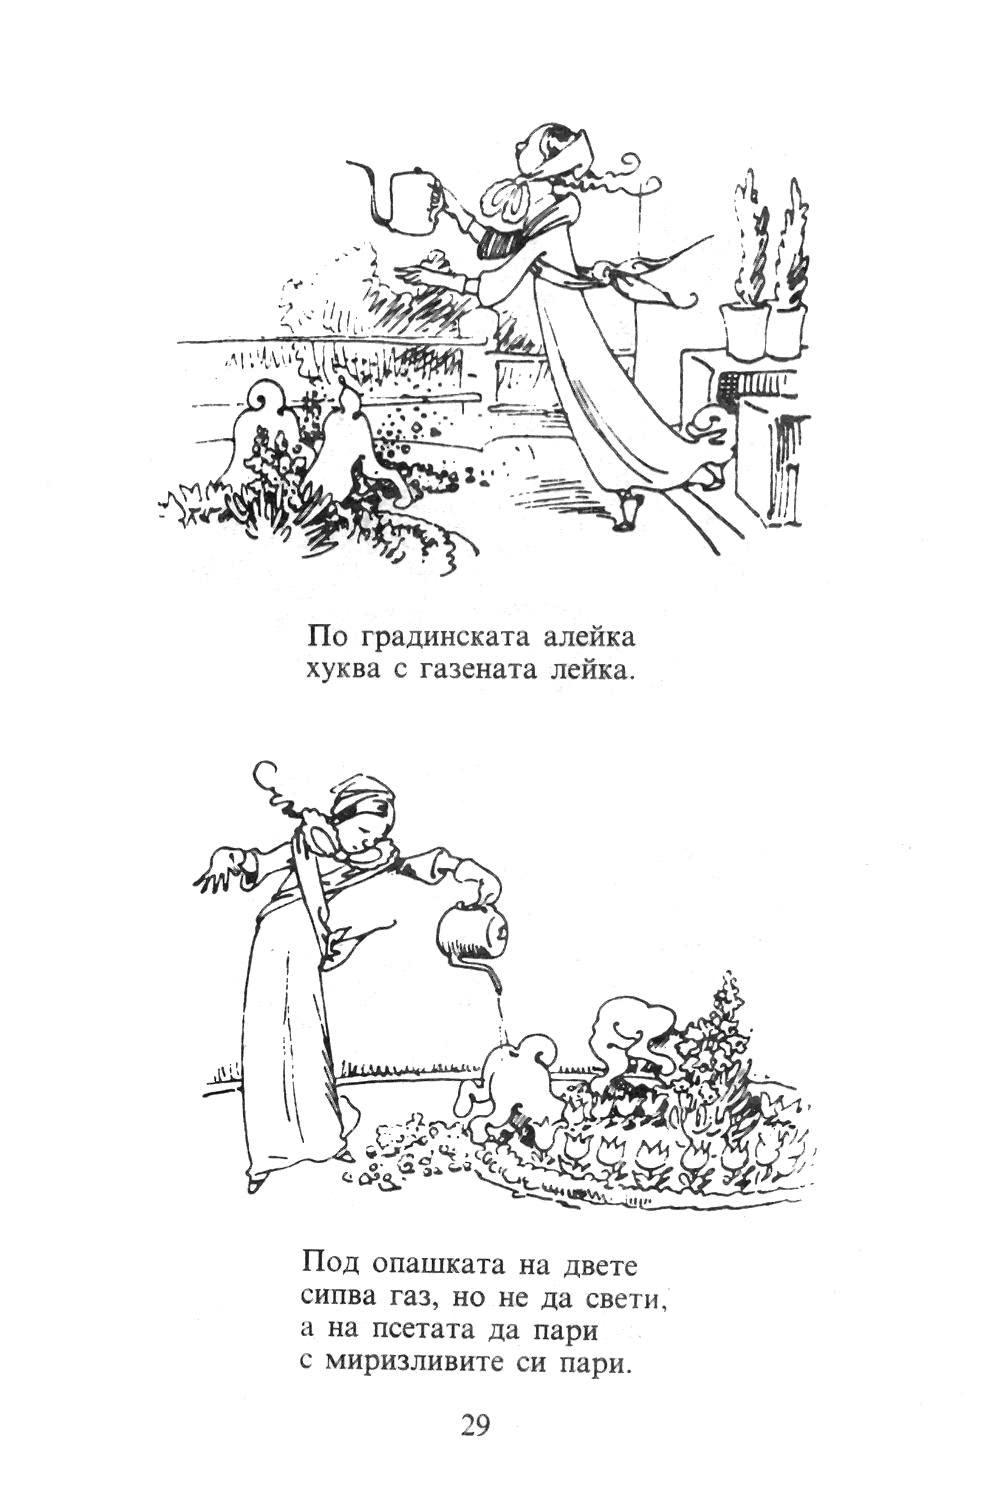 По градинската алейка
хуква с газената лейка.
Под опашката на двете
сипва газ, но не да свети,
а на псетата да пари
с миризливите си пари.
29